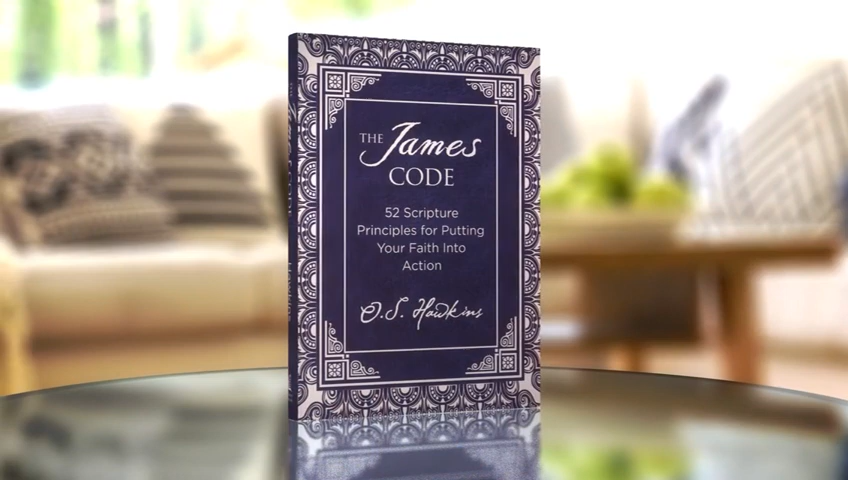 THE James
CODE
52 Scripture
Principles for Putting
Your Faith Into
Action
O.S. Hawkins